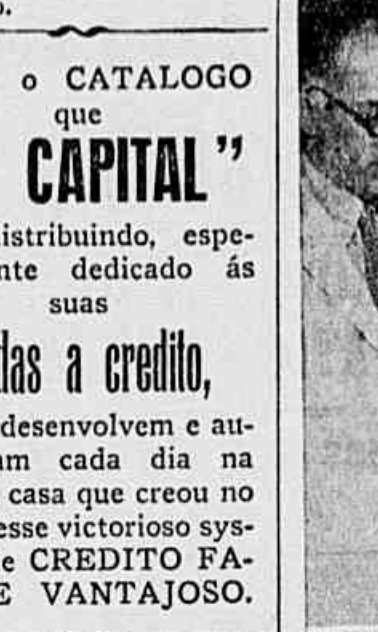 o.
o CATALOGO
que
CAPITAL"
istribuindo, espe-
nte dedicado ás
suas
das a credito,
desenvolvem e au-
am cada dia na
casa que creou no
esse victorioso sys-
e CREDITO FA-
E VANTAJOSO.